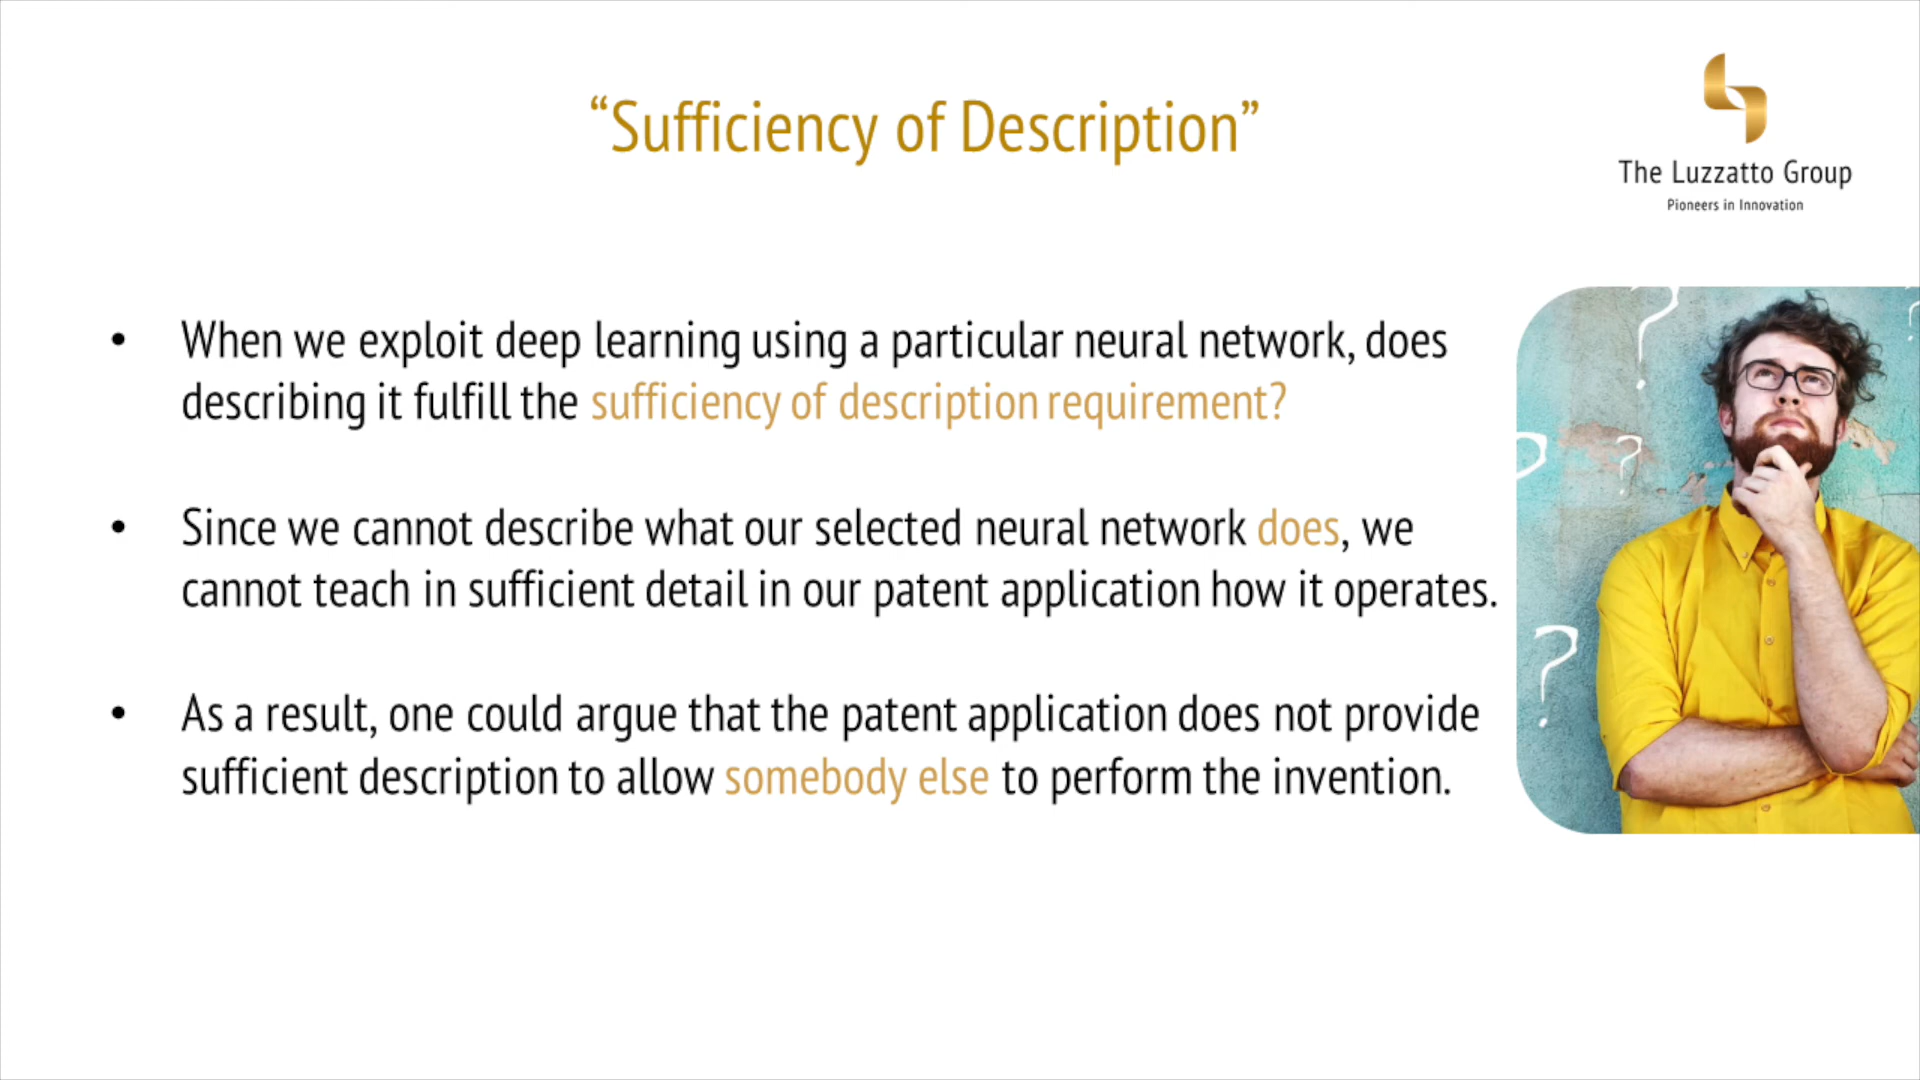 “Sufficiency of Description”
The Luzzatto Group
Pioneers in Innovation
• When we exploit deep learning using a particular neural network, does
describing it fulfill the sufficiency of description requirement?
• Since we cannot describe what our selected neural network does, we
cannot teach in sufficient detail in our patent application how it operates.
• As a result, one could argue that the patent application does not provide
sufficient description to allow somebody else to perform the invention.
?
?
?
?
?